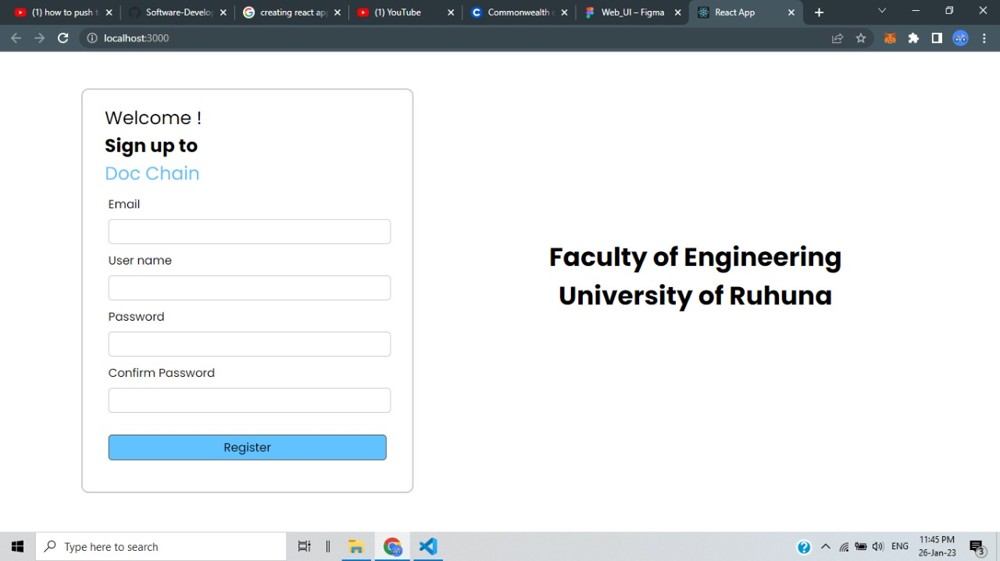 (1) how to push
Software-Develop
creating react ap
(1) YouTube
Commonwealth
Web_UI – Figma
React App
localhost:3000
Welcome !
Sign up to
Doc Chain
Email
User name
Password
Confirm Password
Register
Faculty of Engineering
University of Ruhuna
Type here to search
ENG
11:45 PM
26-Jan-23
3